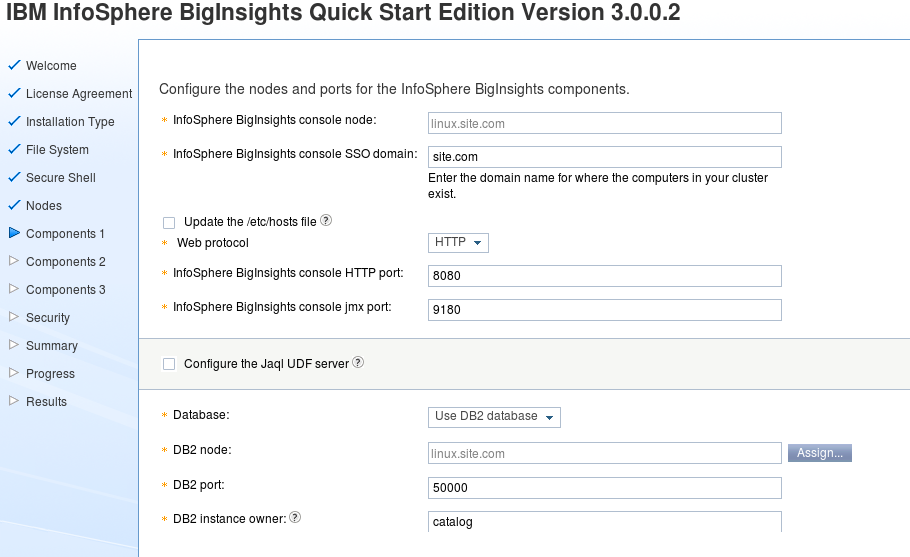 IBM InfoSphere BigInsights Quick Start Edition Version 3.0.0.2
Welcome
License Agreement
Installation Type
File System
Secure Shell
Nodes
Components 1
Components 2
Components 3
Security
Summary
Progress
Results
Configure the nodes and ports for the InfoSphere BigInsights components.
* InfoSphere BigInsights console node: linux.site.com
* InfoSphere BigInsights console SSO domain: site.com
Enter the domain name for where the computers in your cluster
exist.
Update the /etc/hosts file ?
* Web protocol HTTP
* InfoSphere BigInsights console HTTP port: 8080
* InfoSphere BigInsights console jmx port: 9180
Configure the Jaql UDF server ?
* Database: Use DB2 database
* DB2 node: linux.site.com Assign...
* DB2 port: 50000
* DB2 instance owner: ? catalog